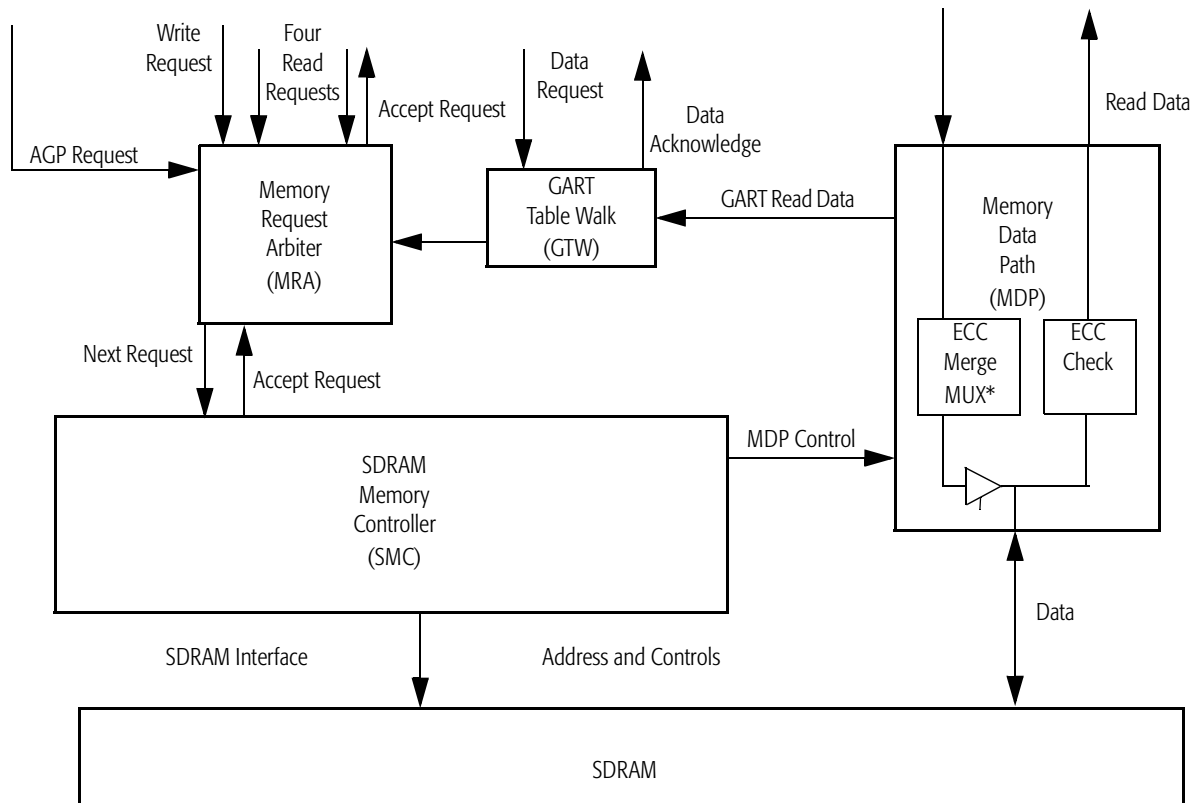 Write
Request
Four
Read
Requests
Accept Request
Data
Request
Data
Acknowledge
Read Data
AGP Request
Memory
Request
Arbiter
(MRA)
GART
Table Walk
(GTW)
GART Read Data
Memory
Data
Path
(MDP)
ECC
Merge
MUX*
ECC
Check
Next Request
Accept Request
MDP Control
SDRAM
Memory
Controller
(SMC)
Data
SDRAM Interface
Address and Controls
SDRAM